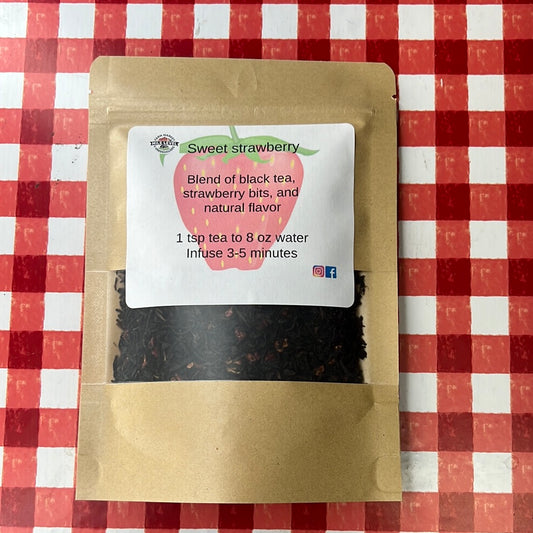 Sweet strawberry
Blend of black tea,
strawberry bits, and
natural flavor
1 tsp tea to 8 oz water
Infuse 3-5 minutes